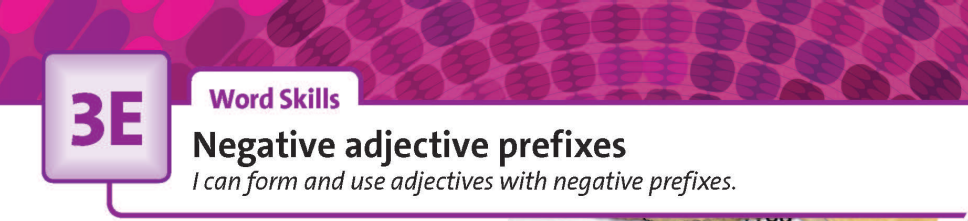 3E
Word Skills
Negative adjective prefixes
I can form and use adjectives with negative prefixes.